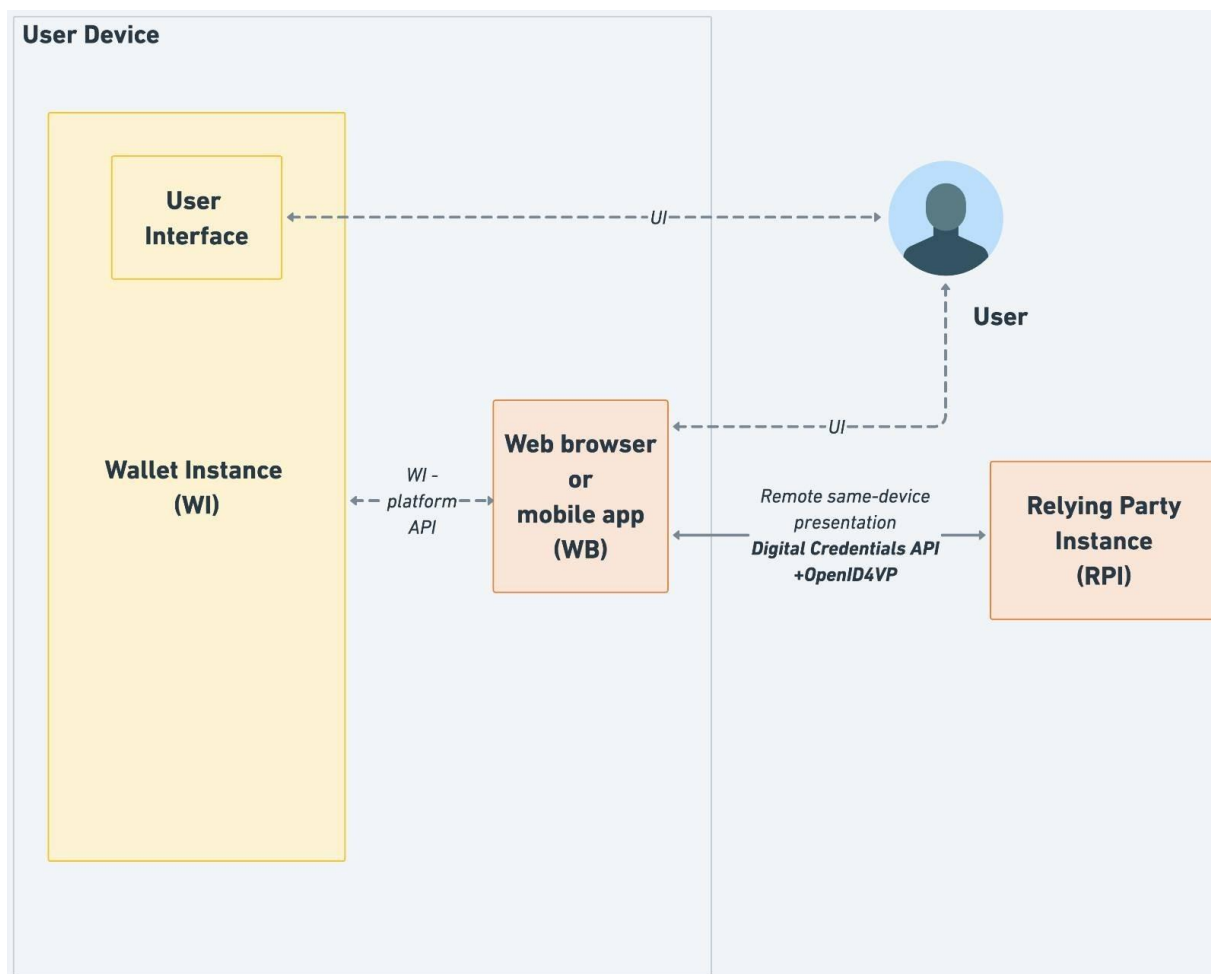 User Device
User
Interface
UI
User
Wallet Instance
(WI)
WI -
platform
API
Web browser
or
mobile app
(WB)
UI
Remote same-device
presentation
Digital Credentials API
+OpenID4VP
Relying Party
Instance
(RPI)